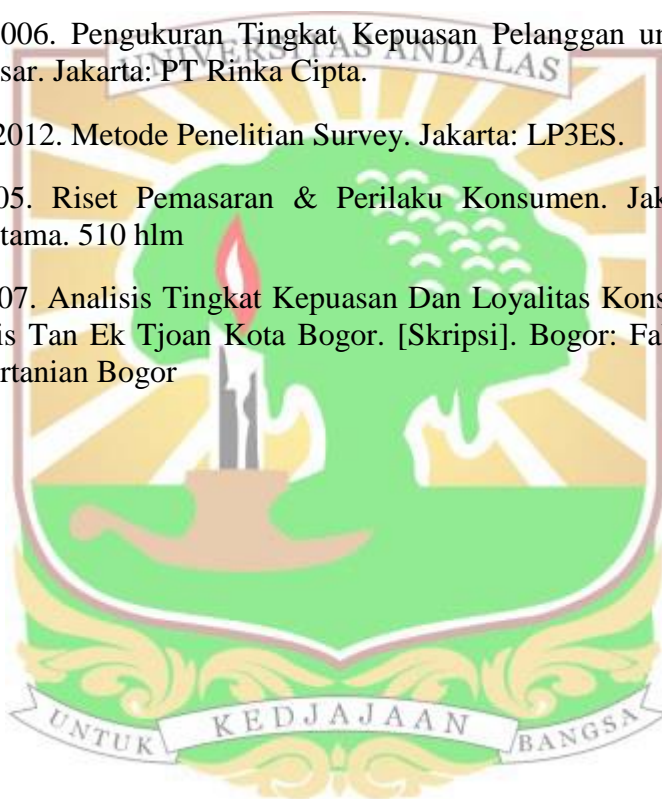 006. Pengukuran Tingkat Kepuasan Pelanggan un
UNIVERSITAS ANDALAS
sar. Jakarta: PT Rinka Cipta.
2012. Metode Penelitian Survey. Jakarta: LP3ES.
05. Riset Pemasaran & Perilaku Konsumen. Jak
tama. 510 hlm
07. Analisis Tingkat Kepuasan Dan Loyalitas Kons
is Tan Ek Tjoan Kota Bogor. [Skripsi]. Bogor: Fa
rtanian Bogor
UNTUK KEDJAJAAN BANGSA